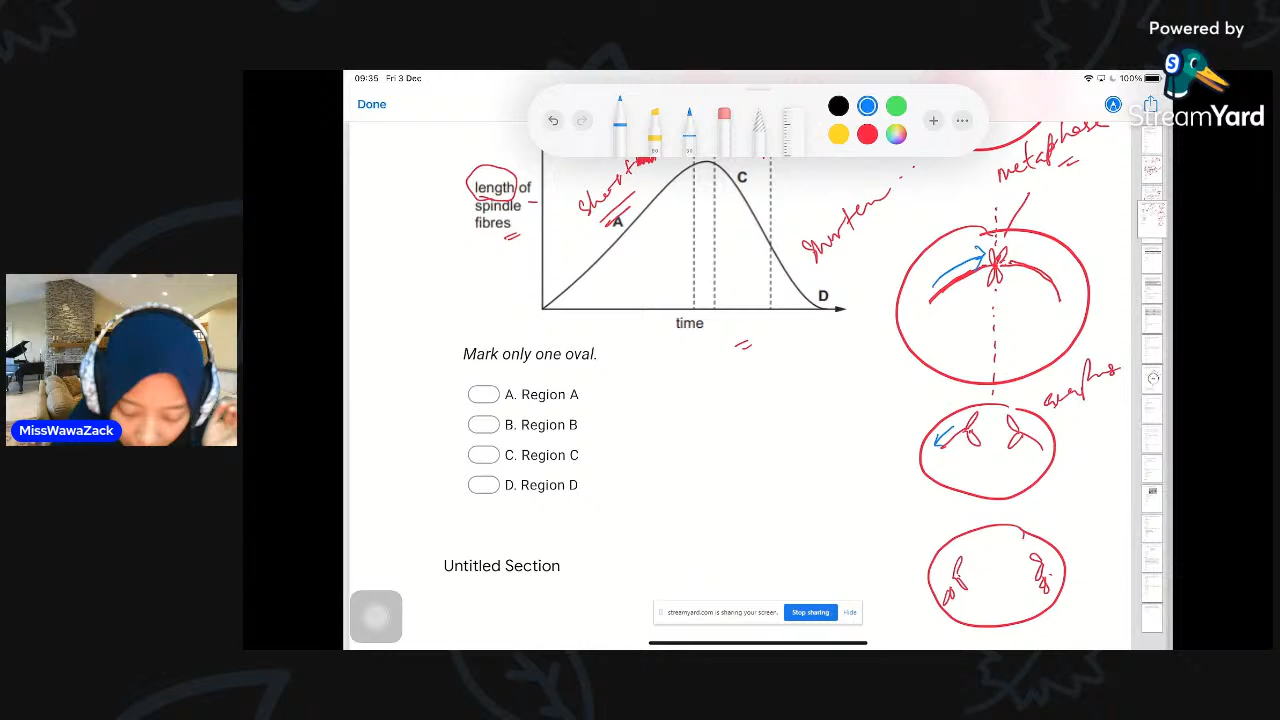 Powered by
StreamYard
09:35 Fri 3 Dec
100%
Done
metaphase
length of
spindle
fibres
A
C
shorten...
D
time
Mark only one oval.
A. Region A
B. Region B
C. Region C
D. Region D
Untitled Section
MissWawaZack
streamyard.com is sharing your screen.
Stop sharing
Hide